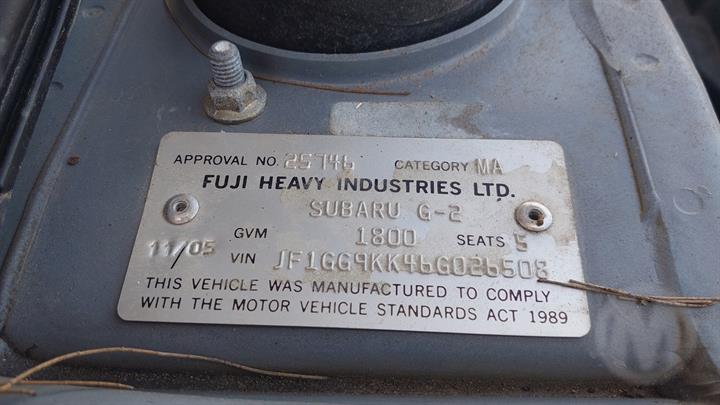 APPROVAL NO. 25746 CATEGORY MA
FUJI HEAVY INDUSTRIES LTD.
SUBARU G-2
11/05 GVM 1800 SEATS 5
VIN JF1GG9KK46G026508
THIS VEHICLE WAS MANUFACTURED TO COMPLY
WITH THE MOTOR VEHICLE STANDARDS ACT 1989
M